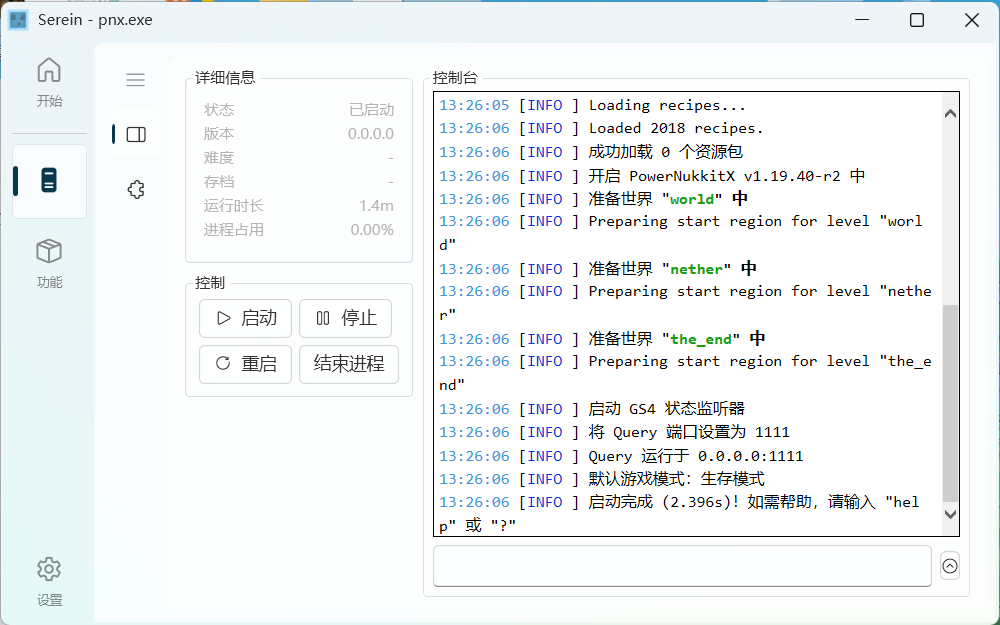 Serein - pnx.exe
开始
功能
设置
详细信息
状态 已启动
版本 0.0.0.0
难度 -
存档 -
运行时长 1.4m
进程占用 0.00%
控制
启动 停止
重启 结束进程
控制台
13:26:05 [INFO ] Loading recipes...
13:26:06 [INFO ] Loaded 2018 recipes.
13:26:06 [INFO ] 成功加载 0 个资源包
13:26:06 [INFO ] 开启 PowerNukkitX v1.19.40-r2 中
13:26:06 [INFO ] 准备世界 "world" 中
13:26:06 [INFO ] Preparing start region for level "worl
d"
13:26:06 [INFO ] 准备世界 "nether" 中
13:26:06 [INFO ] Preparing start region for level "nethe
r"
13:26:06 [INFO ] 准备世界 "the_end" 中
13:26:06 [INFO ] Preparing start region for level "the_e
nd"
13:26:06 [INFO ] 启动 GS4 状态监听器
13:26:06 [INFO ] 将 Query 端口设置为 1111
13:26:06 [INFO ] Query 运行于 0.0.0.0:1111
13:26:06 [INFO ] 默认游戏模式：生存模式
13:26:06 [INFO ] 启动完成 (2.396s)！如需帮助，请输入 "hel
p" 或 "?"